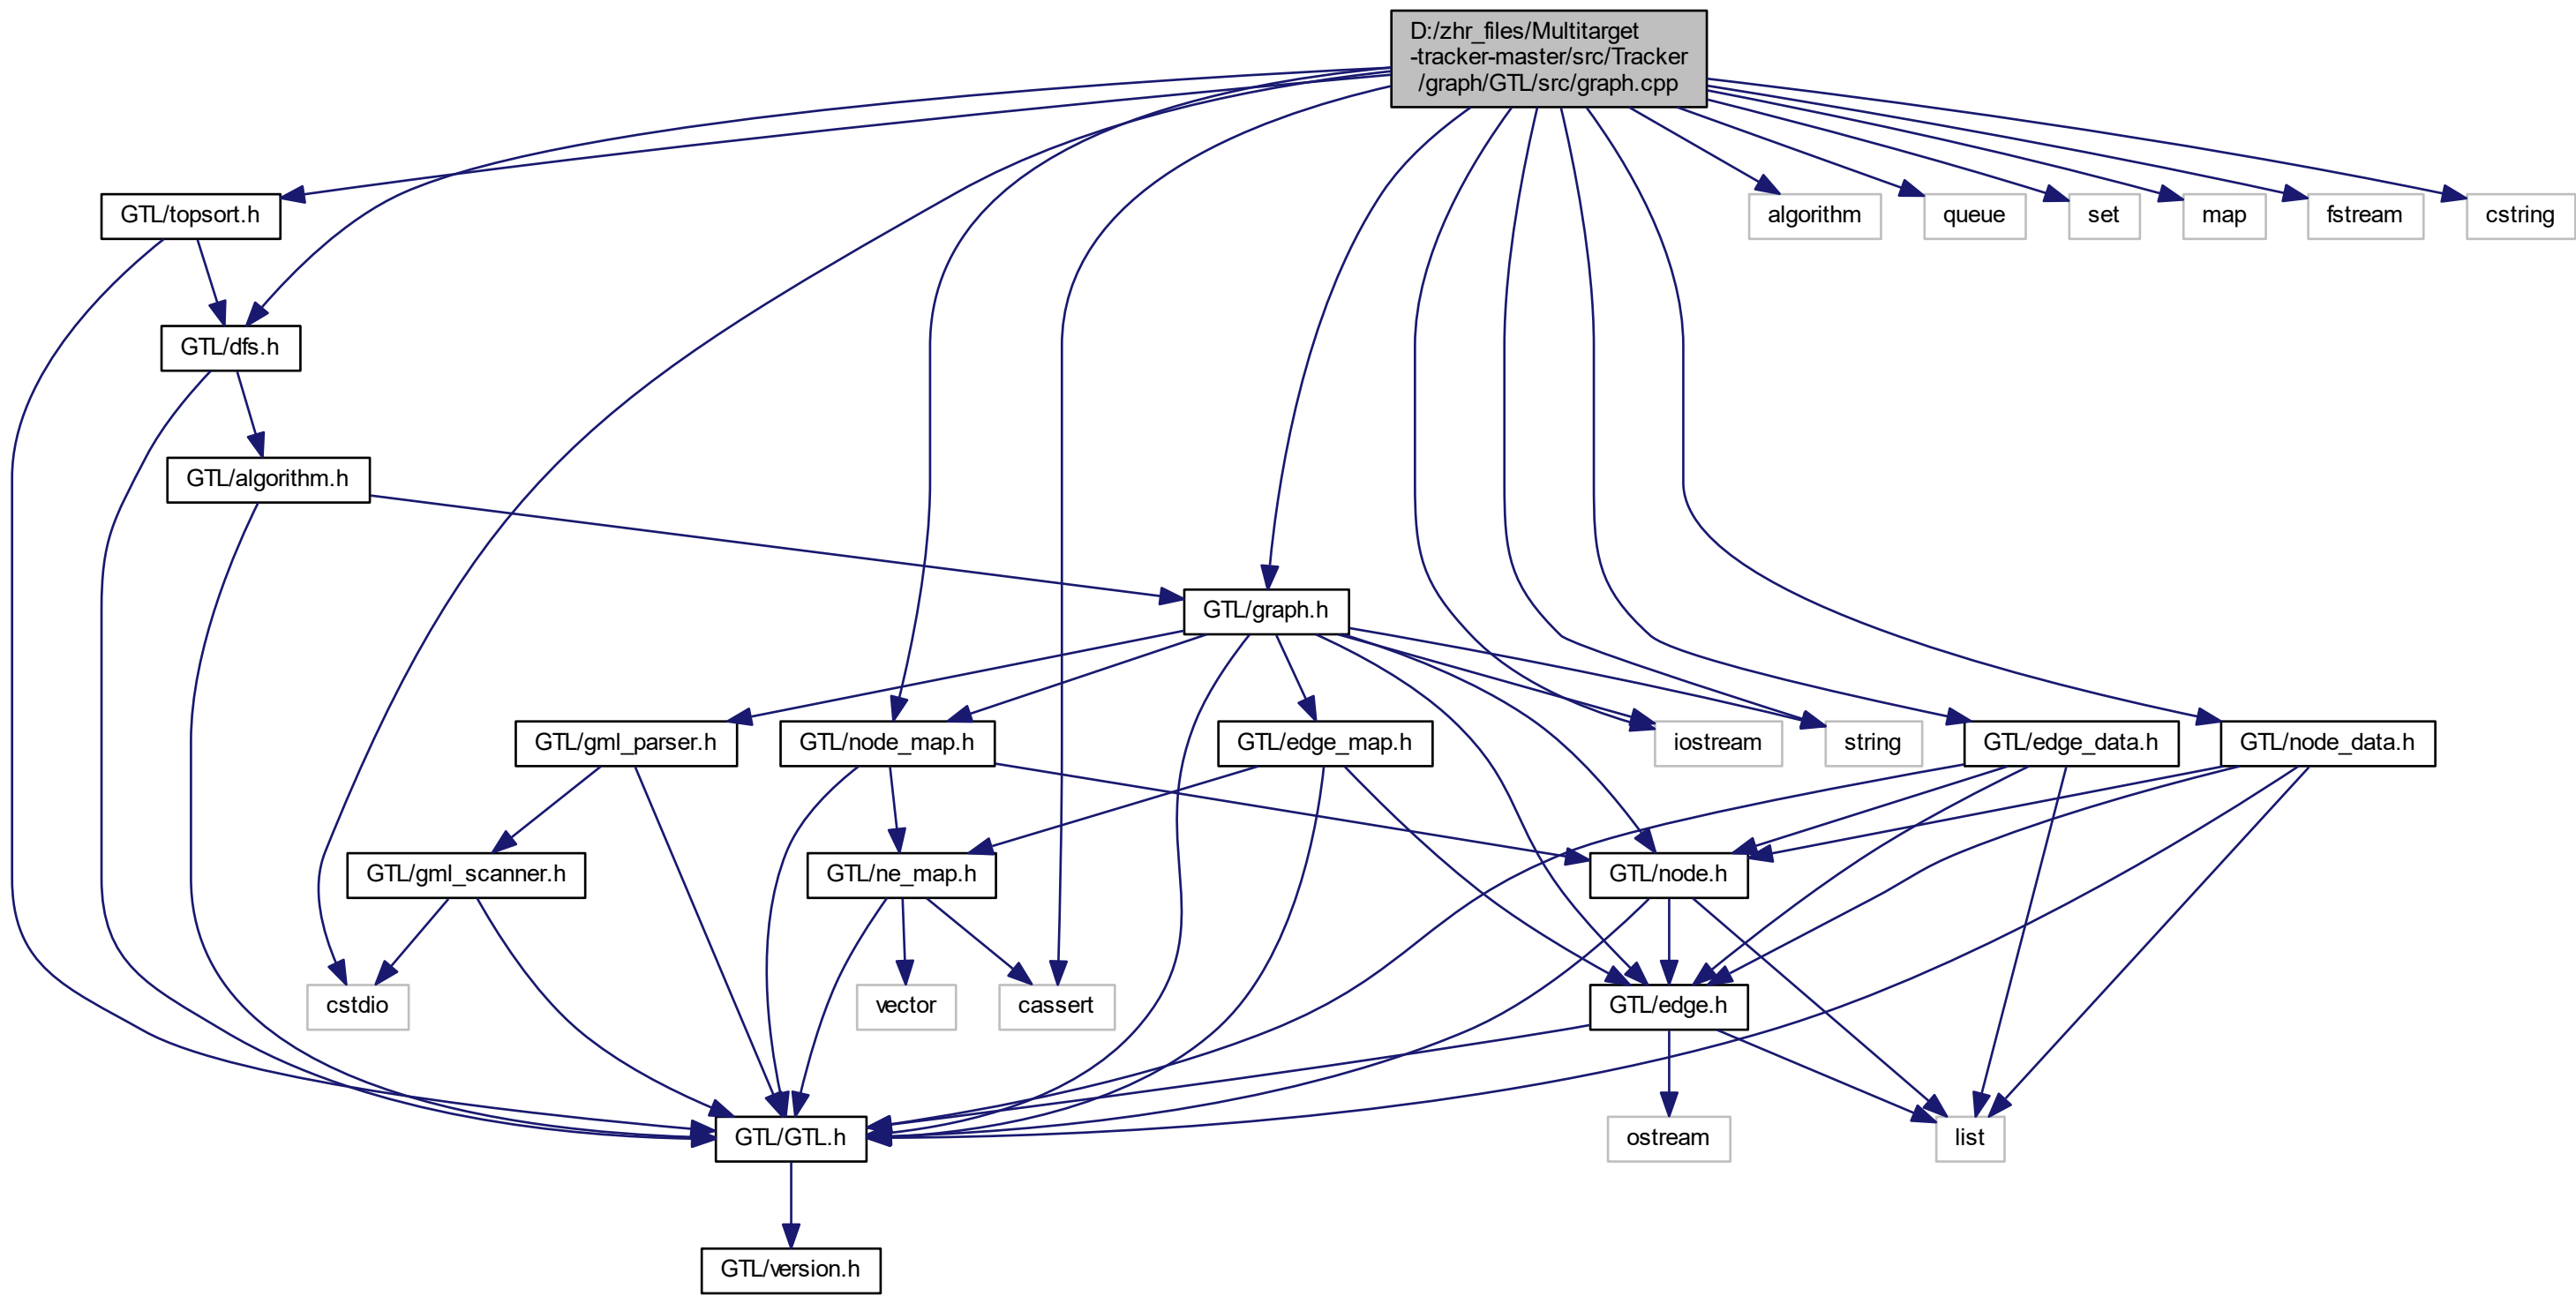 D:/zhr_files/Multitarget
-tracker-master/src/Tracker
/graph/GTL/src/graph.cpp
GTL/topsort.h
algorithm
queue
set
map
fstream
cstring
GTL/dfs.h
GTL/algorithm.h
GTL/graph.h
GTL/gml_parser.h
GTL/node_map.h
GTL/edge_map.h
iostream
string
GTL/edge_data.h
GTL/node_data.h
GTL/gml_scanner.h
GTL/ne_map.h
GTL/node.h
cstdio
vector
cassert
GTL/edge.h
GTL/GTL.h
ostream
list
GTL/version.h